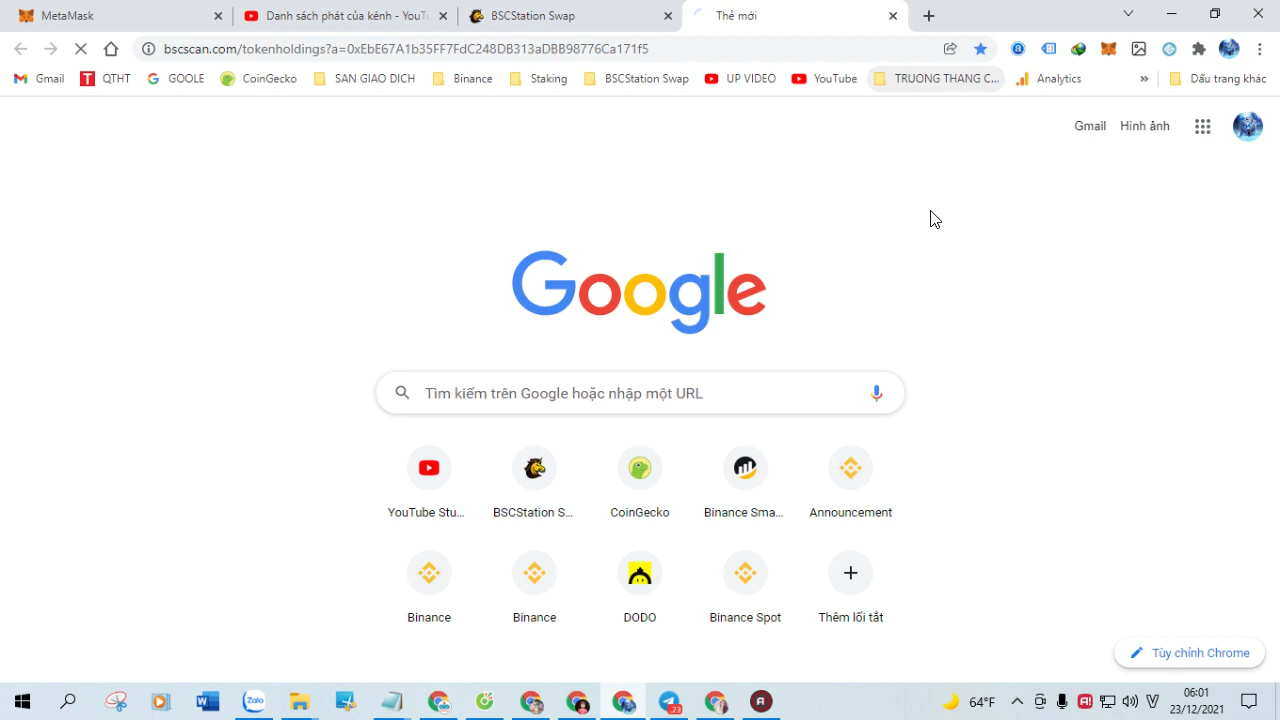 MetaMask
Danh sách phát của kênh - YouT
BSCStation Swap
Thẻ mới
bscscan.com/tokenholdings?a=0xEbE67A1b35FF7FdC248DB313aDBB98776Ca171f5
Gmail
QTHT
GOOLE
CoinGecko
SAN GIAO DICH
Binance
Staking
BSCStation Swap
UP VIDEO
YouTube
TRUONG THANG C...
Analytics
»
Dấu trang khác
Gmail
Hình ảnh
Google
Tìm kiếm trên Google hoặc nhập một URL
YouTube Stu...
BSCStation S...
CoinGecko
Binance Sma...
Announcement
Binance
Binance
DODO
Binance Spot
Thêm lối tắt
Tùy chỉnh Chrome
Zalo
23
64°F
06:01
23/12/2021